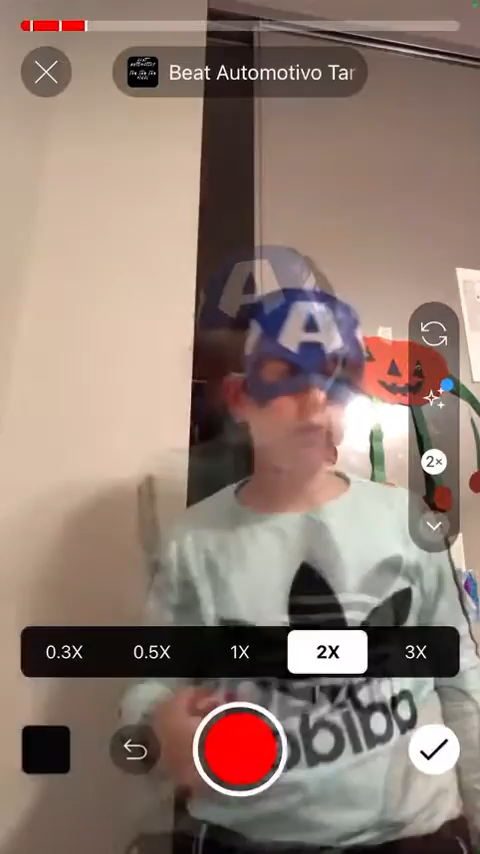 Beat Automotivo Tar
A
A
2×
0.3X
0.5X
1X
2X
3X
adidas